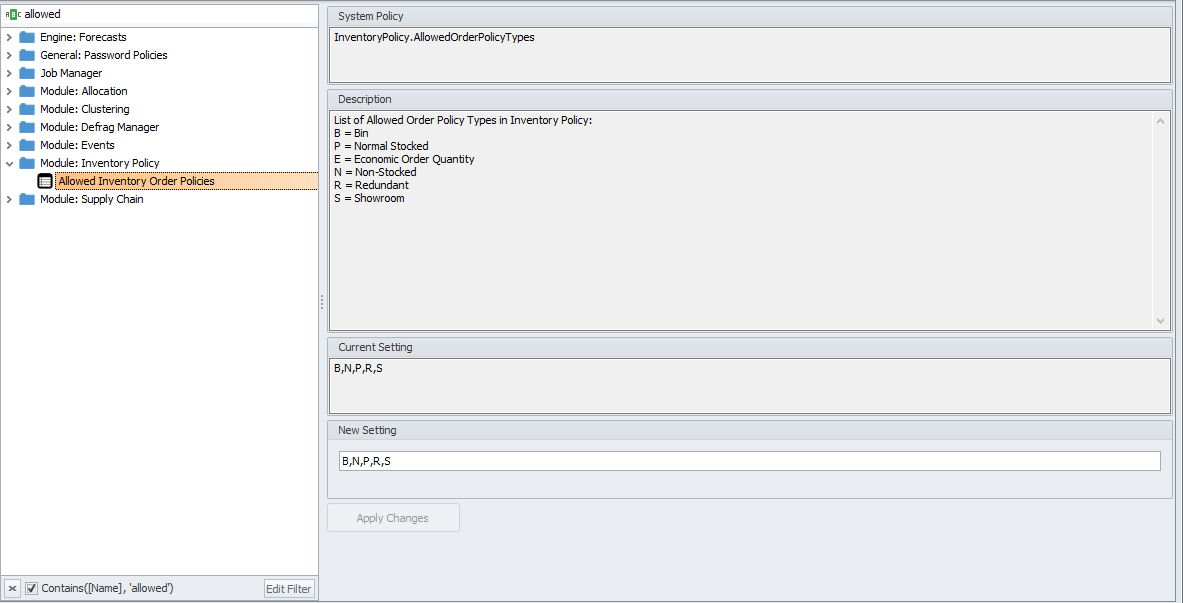 allowed
Engine: Forecasts
General: Password Policies
Job Manager
Module: Allocation
Module: Clustering
Module: Defrag Manager
Module: Events
Module: Inventory Policy
Allowed Inventory Order Policies
Module: Supply Chain
Contains([Name], 'allowed')
Edit Filter
System Policy
InventoryPolicy.AllowedOrderPolicyTypes
Description
List of Allowed Order Policy Types in Inventory Policy:
B = Bin
P = Normal Stocked
E = Economic Order Quantity
N = Non-Stocked
R = Redundant
S = Showroom
Current Setting
B,N,P,R,S
New Setting
B,N,P,R,S
Apply Changes